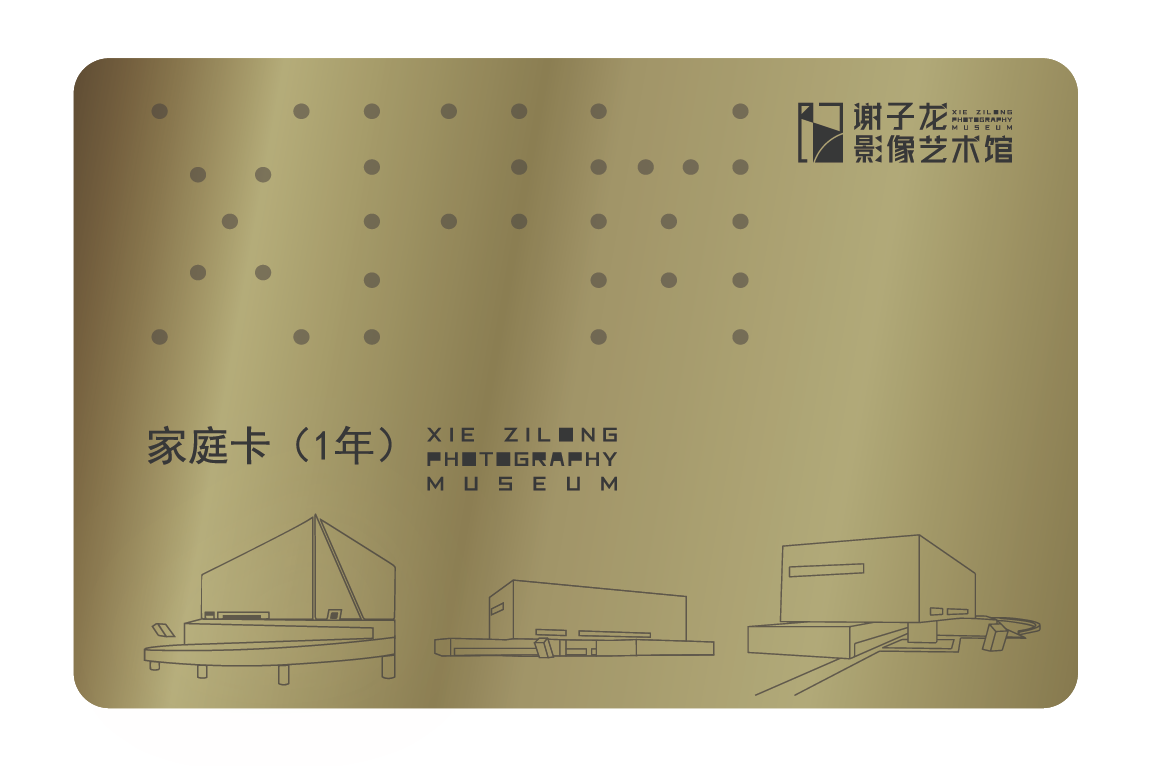 谢子龙
XIE ZILONG
PHOTOGRAPHY
MUSEUM
影像艺术馆
家庭卡（1年）
XIE ZILONG
PHOTOGRAPHY
MUSEUM